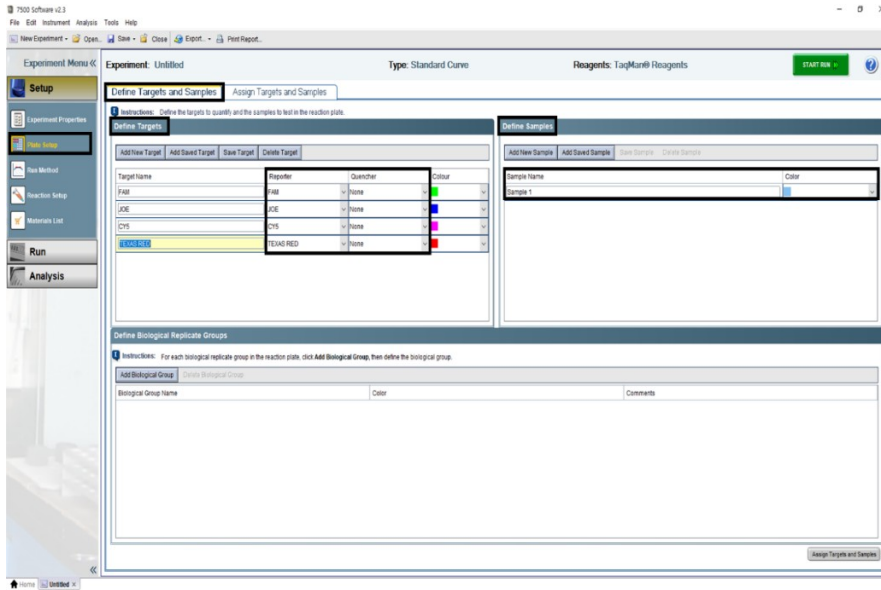 7500 Software v2.3
File Edit Instrument Analysis Tools Help
New Experiment Open... Save Close Export... Print Report...
Experiment Menu «
Experiment: Untitled Type: Standard Curve Reagents: TaqMan® Reagents START RUN
Setup
Define Targets and Samples Assign Targets and Samples
Instructions: Define the targets to quantify and the samples to test in the reaction plate.
Experiment Properties
Define Targets Define Samples
Plate Setup
Add New Target Add Saved Target Save Target Delete Target Add New Sample Add Saved Sample Save Sample Delete Sample
Run Method
Target Name Reporter Quencher Colour Sample Name Color
FAM FAM None Sample 1
Reaction Setup
JOE JOE None
Materials List
CY5 CY5 None
TEXAS RED TEXAS RED None
Run
Analysis
Define Biological Replicate Groups
Instructions: For each biological replicate group in the reaction plate, click Add Biological Group, then define the biological group.
Add Biological Group Delete Biological Group
Biological Group Name Color Comments
Assign Targets and Samples
«
Home Untitled ×